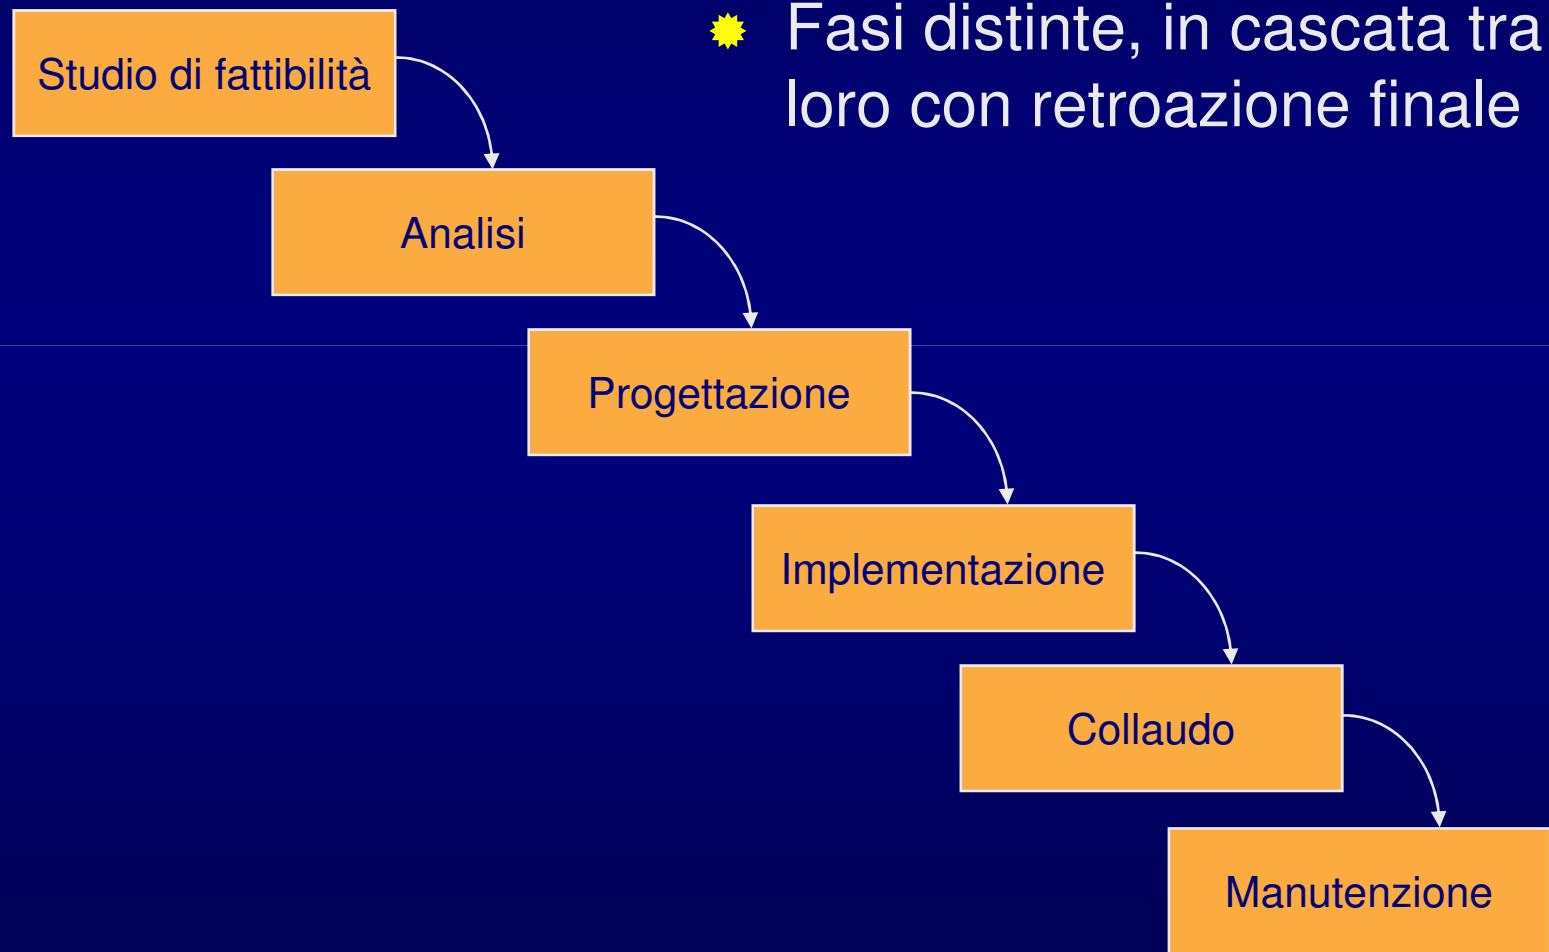 Fasi distinte, in cascata tra
loro con retroazione finale
Studio di fattibilità
Analisi
Progettazione
Implementazione
Collaudo
Manutenzione